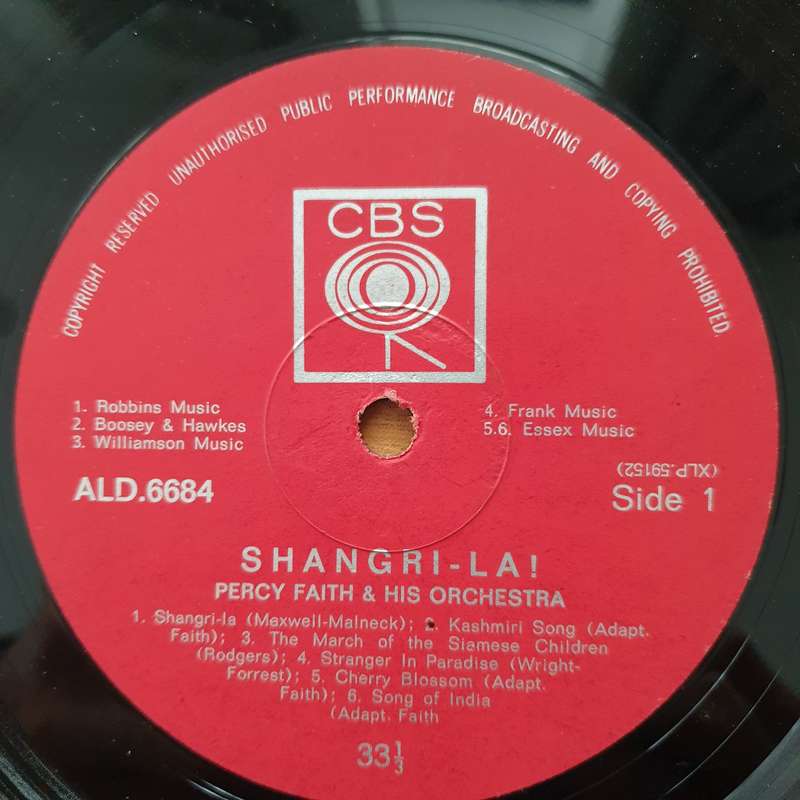 COPYRIGHT RESERVED UNAUTHORISED PUBLIC PERFORMANCE BROADCASTING AND COPYING PROHIBITED.
CBS
1. Robbins Music
2. Boosey & Hawkes
3. Williamson Music
4. Frank Music
5.6. Essex Music
(XLP.59152)
ALD.6684
Side 1
SHANGRI-LA!
PERCY FAITH & HIS ORCHESTRA
1. Shangri-la (Maxwell-Malneck); 2. Kashmiri Song (Adapt.
Faith); 3. The March of the Siamese Children
(Rodgers); 4. Stranger In Paradise (Wright-
Forrest); 5. Cherry Blossom (Adapt.
Faith); 6. Song of India
(Adapt. Faith
33⅓